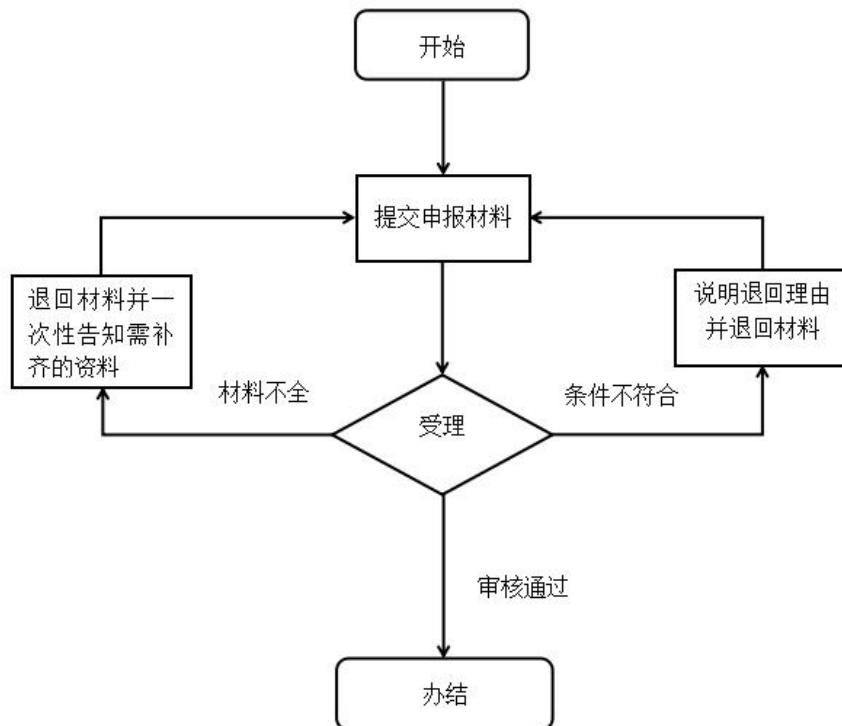 开始
提交申报材料
退回材料并一
次性告知需补
齐的资料
说明退回理由
并退回材料
材料不全
条件不符合
受理
审核通过
办结